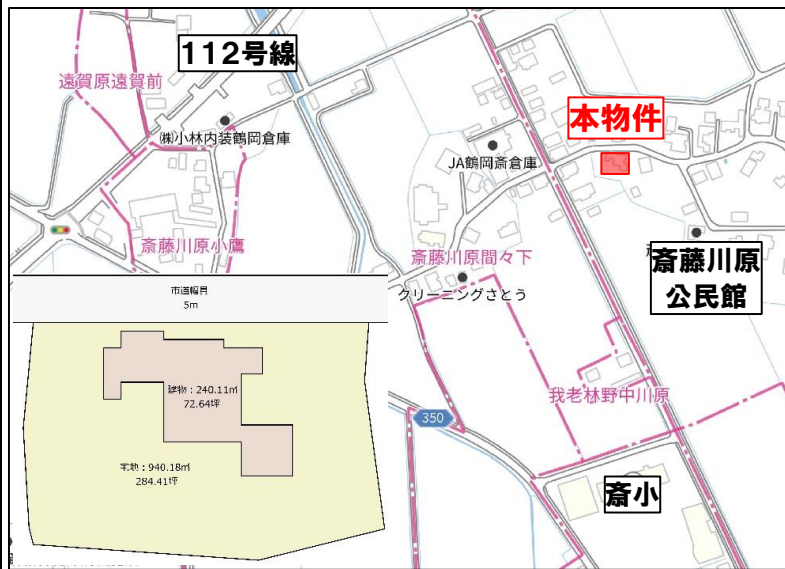 112号線
遠賀原遠賀前
㈱小林内装鶴岡倉庫
本物件
JA鶴岡斎倉庫
斎藤川原小鷹
斎藤川原間々下
クリーニングさとう
斎藤川原
公民館
市道幅員
5m
建物：240.11㎡
72.64坪
宅地：940.18㎡
284.41坪
我老林野中川原
350
斎小